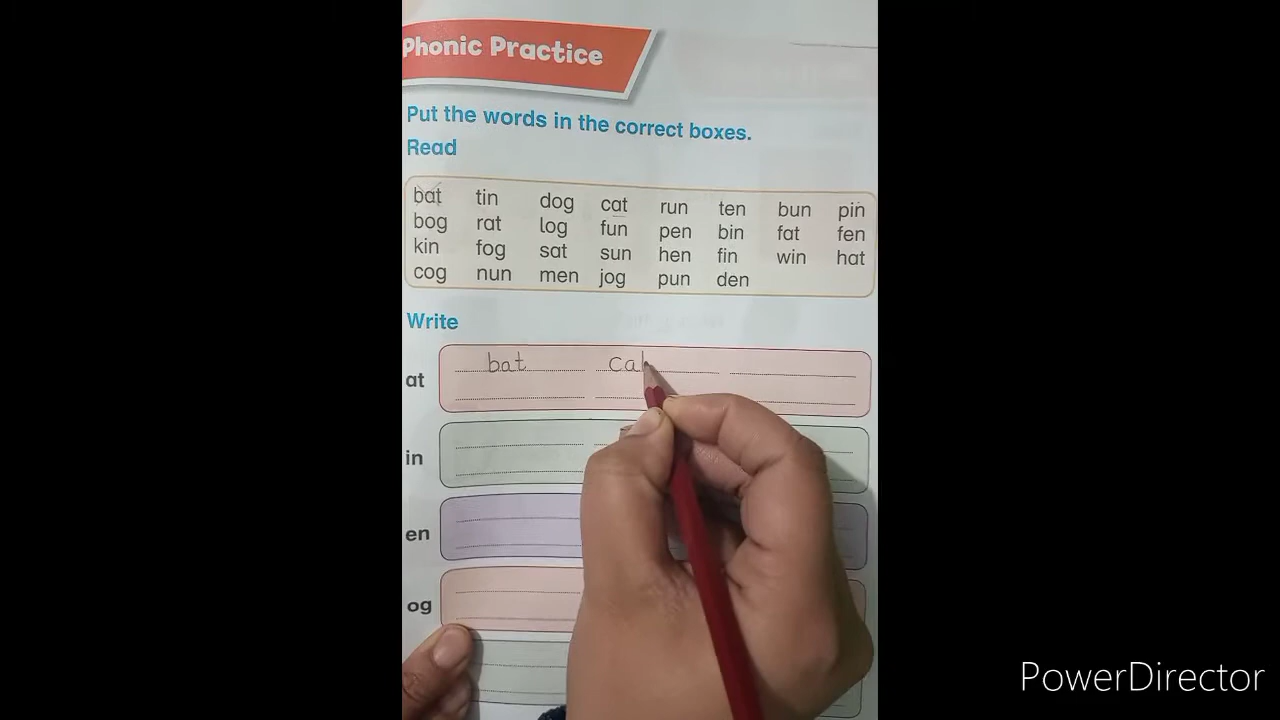 Phonic Practice
Put the words in the correct boxes.
Read
bat tin dog cat run ten bun pin
bog rat log fun pen bin fat fen
kin fog sat sun hen fin win hat
cog nun men jog pun den
Write
at bat ca
in
en
og
PowerDirector